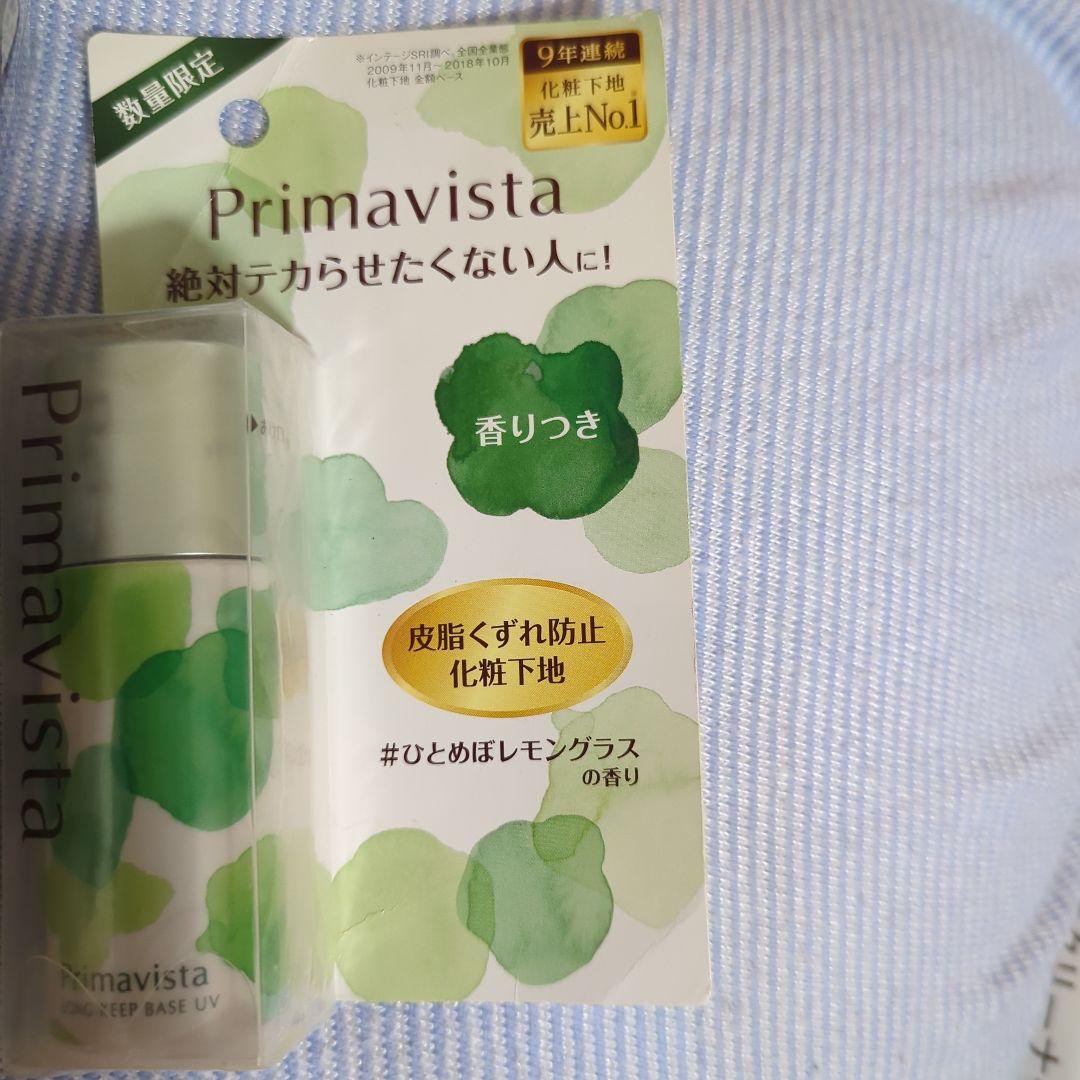 数量限定
※インテージSRI調べ、全国全業態
2009年11月〜2018年10月
化粧下地 金額ベース
9年連続
化粧下地
売上No.1
Primavista
絶対テカらせたくない人に!
香りつき
皮脂くずれ防止
化粧下地
#ひとめぼレモングラス
の香り
Primavista
Primavista
LONG KEEP BASE UV